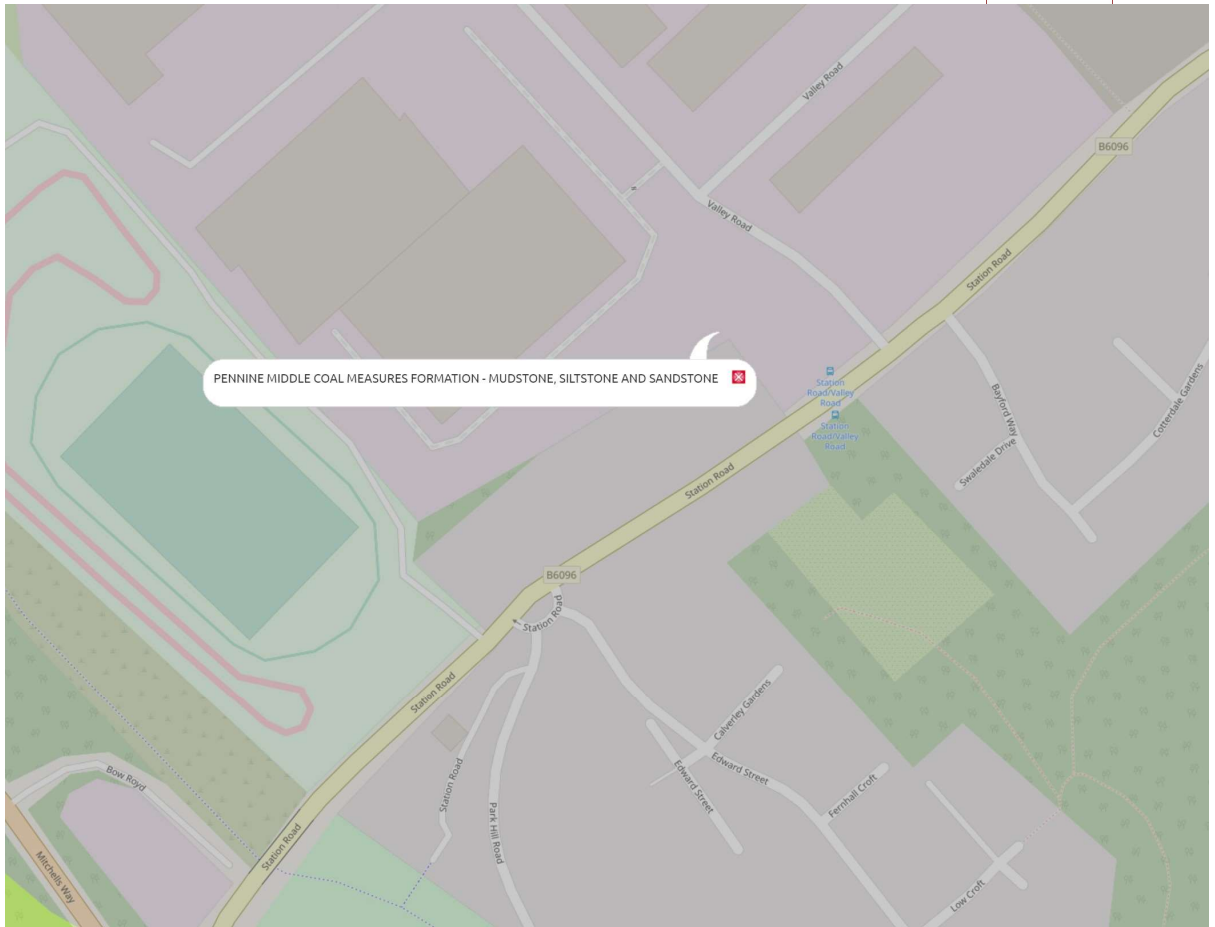 Valley Road
B6096
Valley Road
Station Road
PENNINE MIDDLE COAL MEASURES FORMATION - MUDSTONE, SILTSTONE AND SANDSTONE
Station
Road/Valley
Road
Station
Road/Valley
Road
Bayford Way
Cotterdale Gardens
Swaledale Drive
Station Road
B6096
Station Road
Station Road
Calverley Gardens
Edward Street
Edward Street
Fernhall Croft
Bow Royd
Station Road
Park Hill Road
Station Road
Mitchells Way
Low Croft